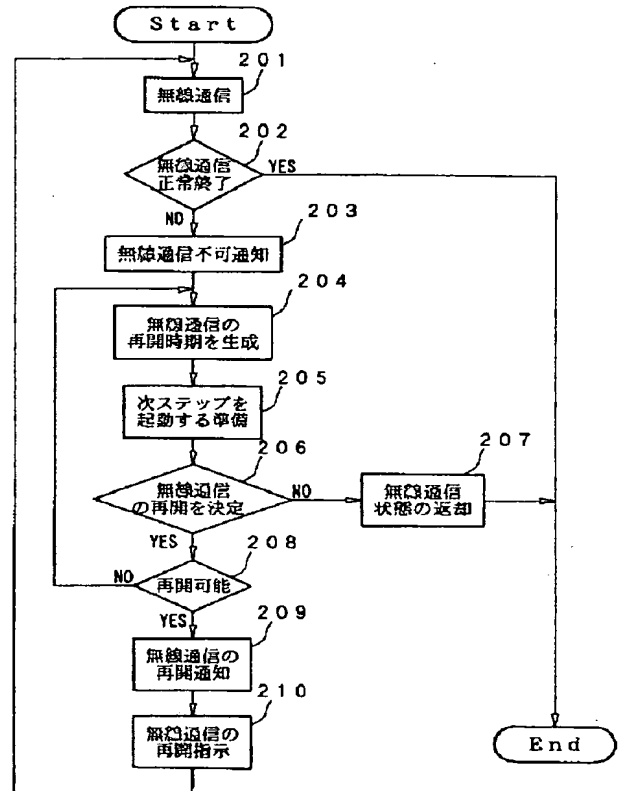 Start
201
無線通信
202
無線通信
正常終了
YES
NO
203
無線通信不可通知
204
無線通信の
再開時期を生成
205
次ステップを
起動する準備
206
無線通信
の再開を決定
NO
207
無線通信
状態の返却
YES
208
再開可能
NO
YES
209
無線通信の
再開通知
210
無線通信の
再開指示
End